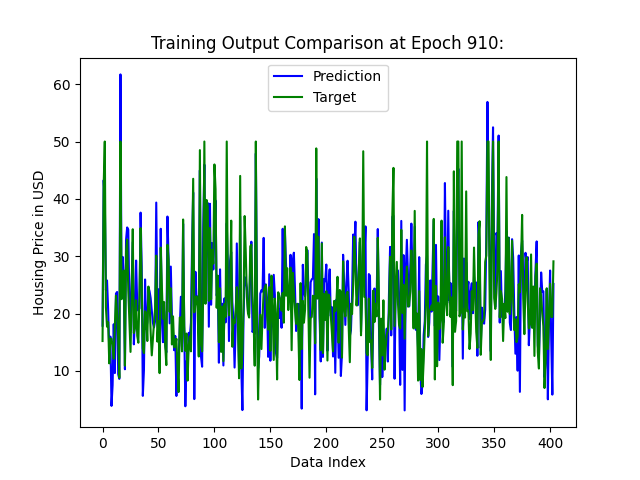 Training Output Comparison at Epoch 910:
Prediction
Target
Housing Price in USD
60
50
40
30
20
10
0 50 100 150 200 250 300 350 400
Data Index